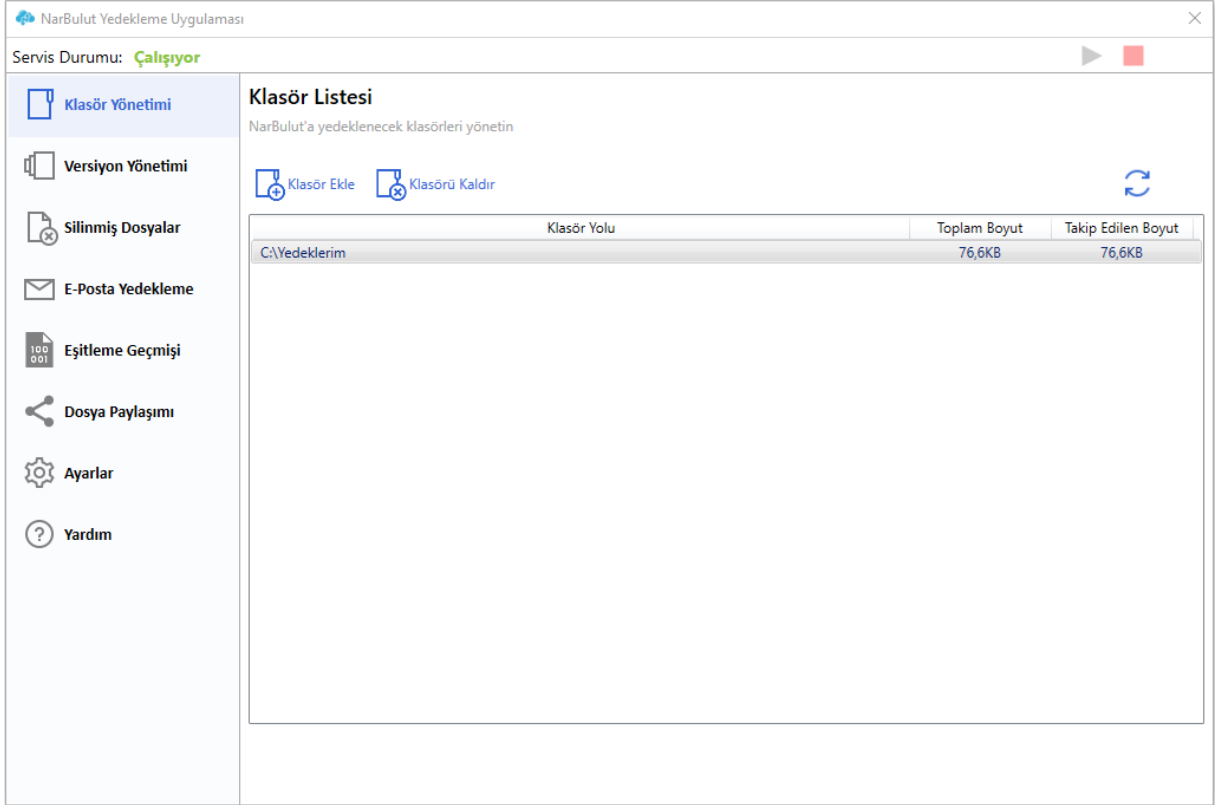 NarBulut Yedekleme Uygulaması
Servis Durumu: Çalışıyor
Klasör Yönetimi
Versiyon Yönetimi
Silinmiş Dosyalar
E-Posta Yedekleme
100
001
Eşitleme Geçmişi
Dosya Paylaşımı
Ayarlar
Yardım
Klasör Listesi
NarBulut'a yedeklenecek klasörleri yönetin
Klasör Ekle Klasörü Kaldır
Klasör Yolu Toplam Boyut Takip Edilen Boyut
C:\Yedeklerim 76,6KB 76,6KB